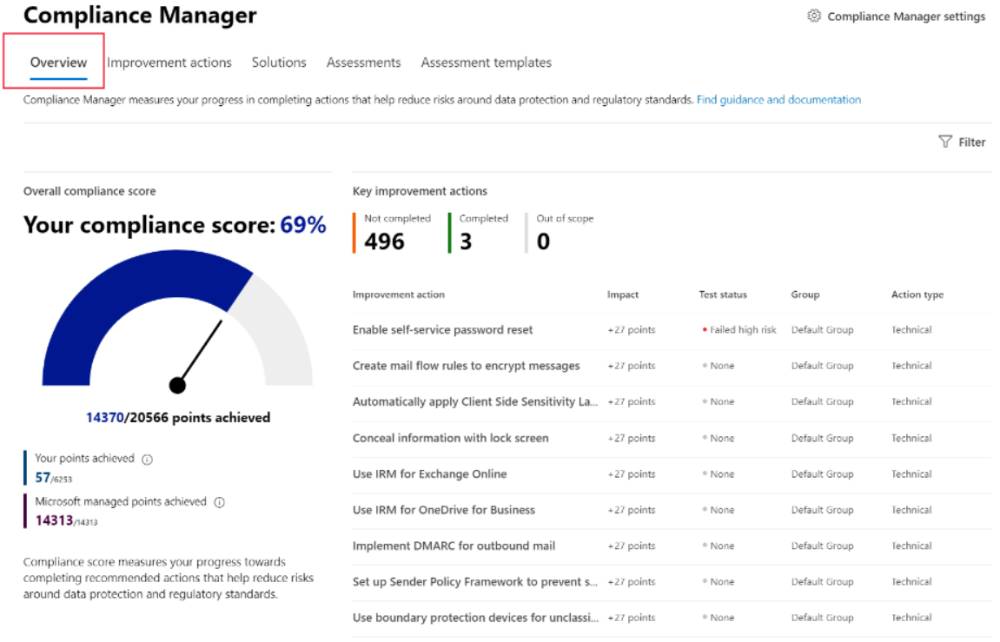 Compliance Manager
Compliance Manager settings
Overview Improvement actions Solutions Assessments Assessment templates
Compliance Manager measures your progress in completing actions that help reduce risks around data protection and regulatory standards. Find guidance and documentation
Filter
Overall compliance score
Your compliance score: 69%
14370/20566 points achieved
Your points achieved
57/6253
Microsoft managed points achieved
14313/14313
Compliance score measures your progress towards
completing recommended actions that help reduce risks
around data protection and regulatory standards.
Key improvement actions
Not completed Completed Out of scope
496 3 0
Improvement action Impact Test status Group Action type
Enable self-service password reset +27 points Failed high risk Default Group Technical
Create mail flow rules to encrypt messages +27 points None Default Group Technical
Automatically apply Client Side Sensitivity La... +27 points None Default Group Technical
Conceal information with lock screen +27 points None Default Group Technical
Use IRM for Exchange Online +27 points None Default Group Technical
Use IRM for OneDrive for Business +27 points None Default Group Technical
Implement DMARC for outbound mail +27 points None Default Group Technical
Set up Sender Policy Framework to prevent s... +27 points None Default Group Technical
Use boundary protection devices for unclassi... +27 points None Default Group Technical